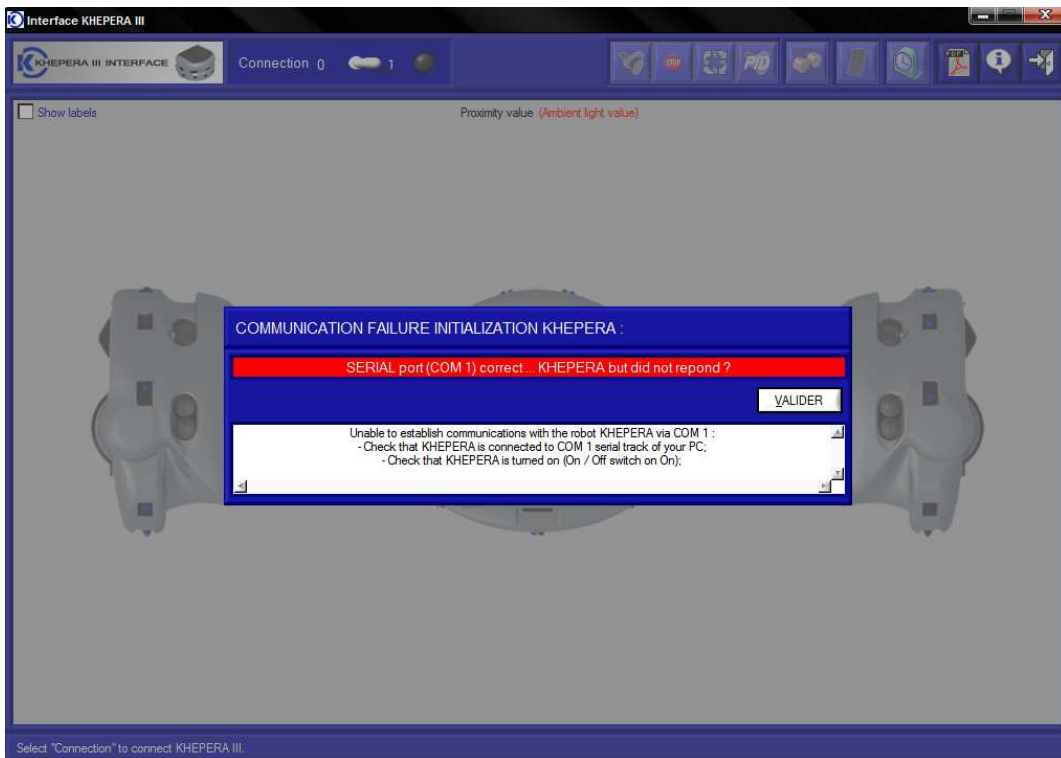 Interface KHEPERA III
KHEPERA III INTERFACE
Connection 0 1
STOP
PID
PDF
Show labels
Proximity value (Ambient light value)
COMMUNICATION FAILURE INITIALIZATION KHEPERA :
SERIAL port (COM 1) correct ... KHEPERA but did not repond ?
VALIDER
Unable to establish communications with the robot KHEPERA via COM 1 :
- Check that KHEPERA is connected to COM 1 serial track of your PC;
- Check that KHEPERA is turned on (On / Off switch on On);
Select "Connection" to connect KHEPERA III.